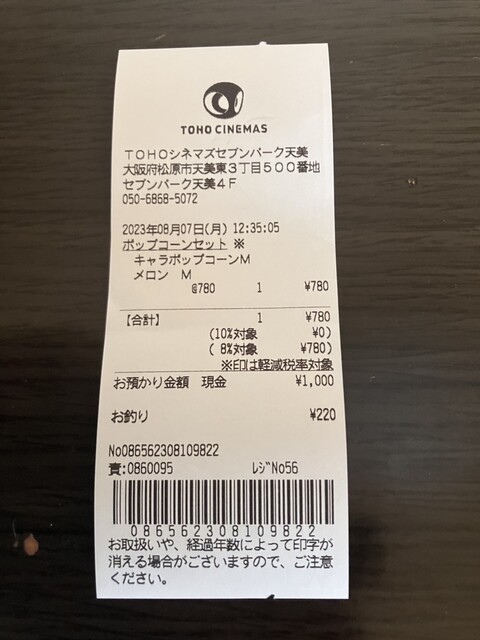 TOHO CINEMAS
TOHOシネマズセブンパーク天美
大阪府松原市天美東3丁目500番地
セブンパーク天美4F
050-6868-5072
2023年08月07日(月) 12:35:05
ポップコーンセット ※
キャラポップコーンM
メロン M
@780 1 ¥780
【合計】 1 ¥780
(10%対象 ¥0)
( 8%対象 ¥780)
※印は軽減税率対象
お預かり金額 現金 ¥1,000
お釣り ¥220
No086562308109822
責:0860095 レジNo56
086562308109822
お取扱いや、経過年数によって印字が
消える場合がございますので、ご注意
ください。